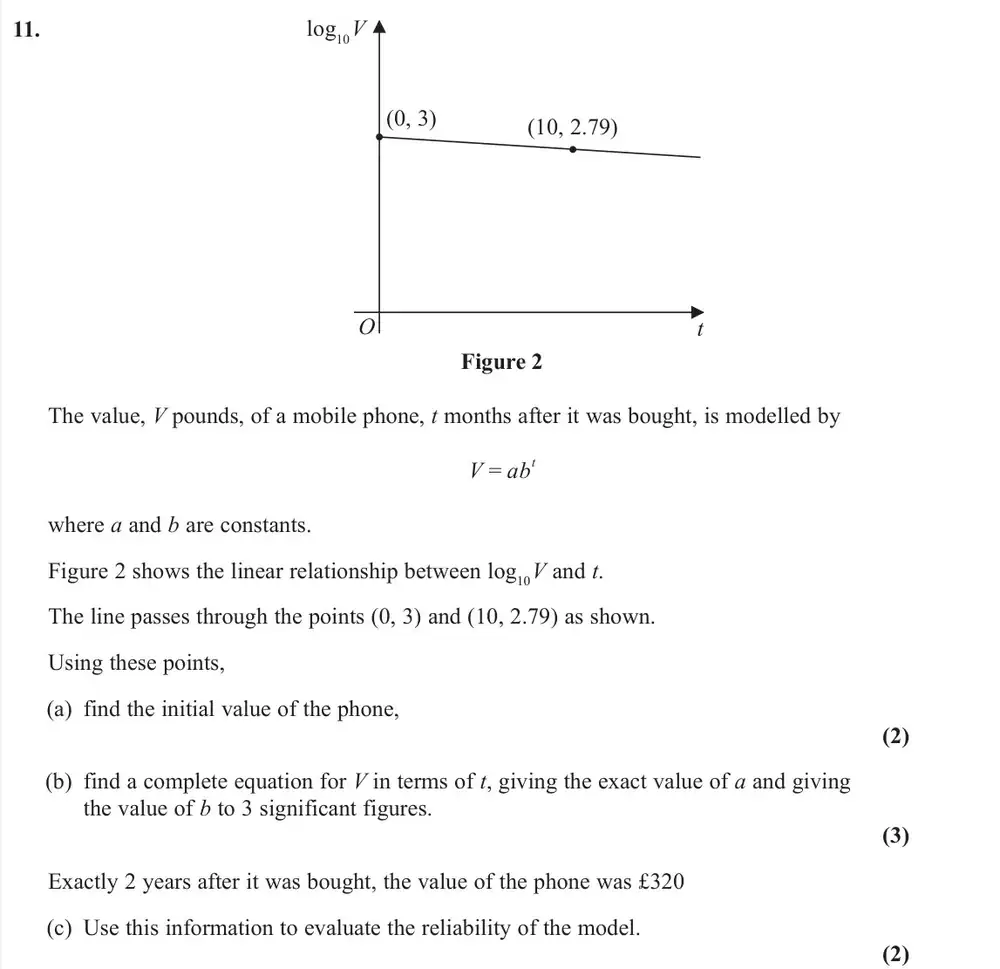 11.
log₁₀ V
(0, 3)
(10, 2.79)
O
t
Figure 2
The value, V pounds, of a mobile phone, t months after it was bought, is modelled by
V = abᵗ
where a and b are constants.
Figure 2 shows the linear relationship between log₁₀ V and t.
The line passes through the points (0, 3) and (10, 2.79) as shown.
Using these points,
(a) find the initial value of the phone,
(2)
(b) find a complete equation for V in terms of t, giving the exact value of a and giving
the value of b to 3 significant figures.
(3)
Exactly 2 years after it was bought, the value of the phone was £320
(c) Use this information to evaluate the reliability of the model.
(2)